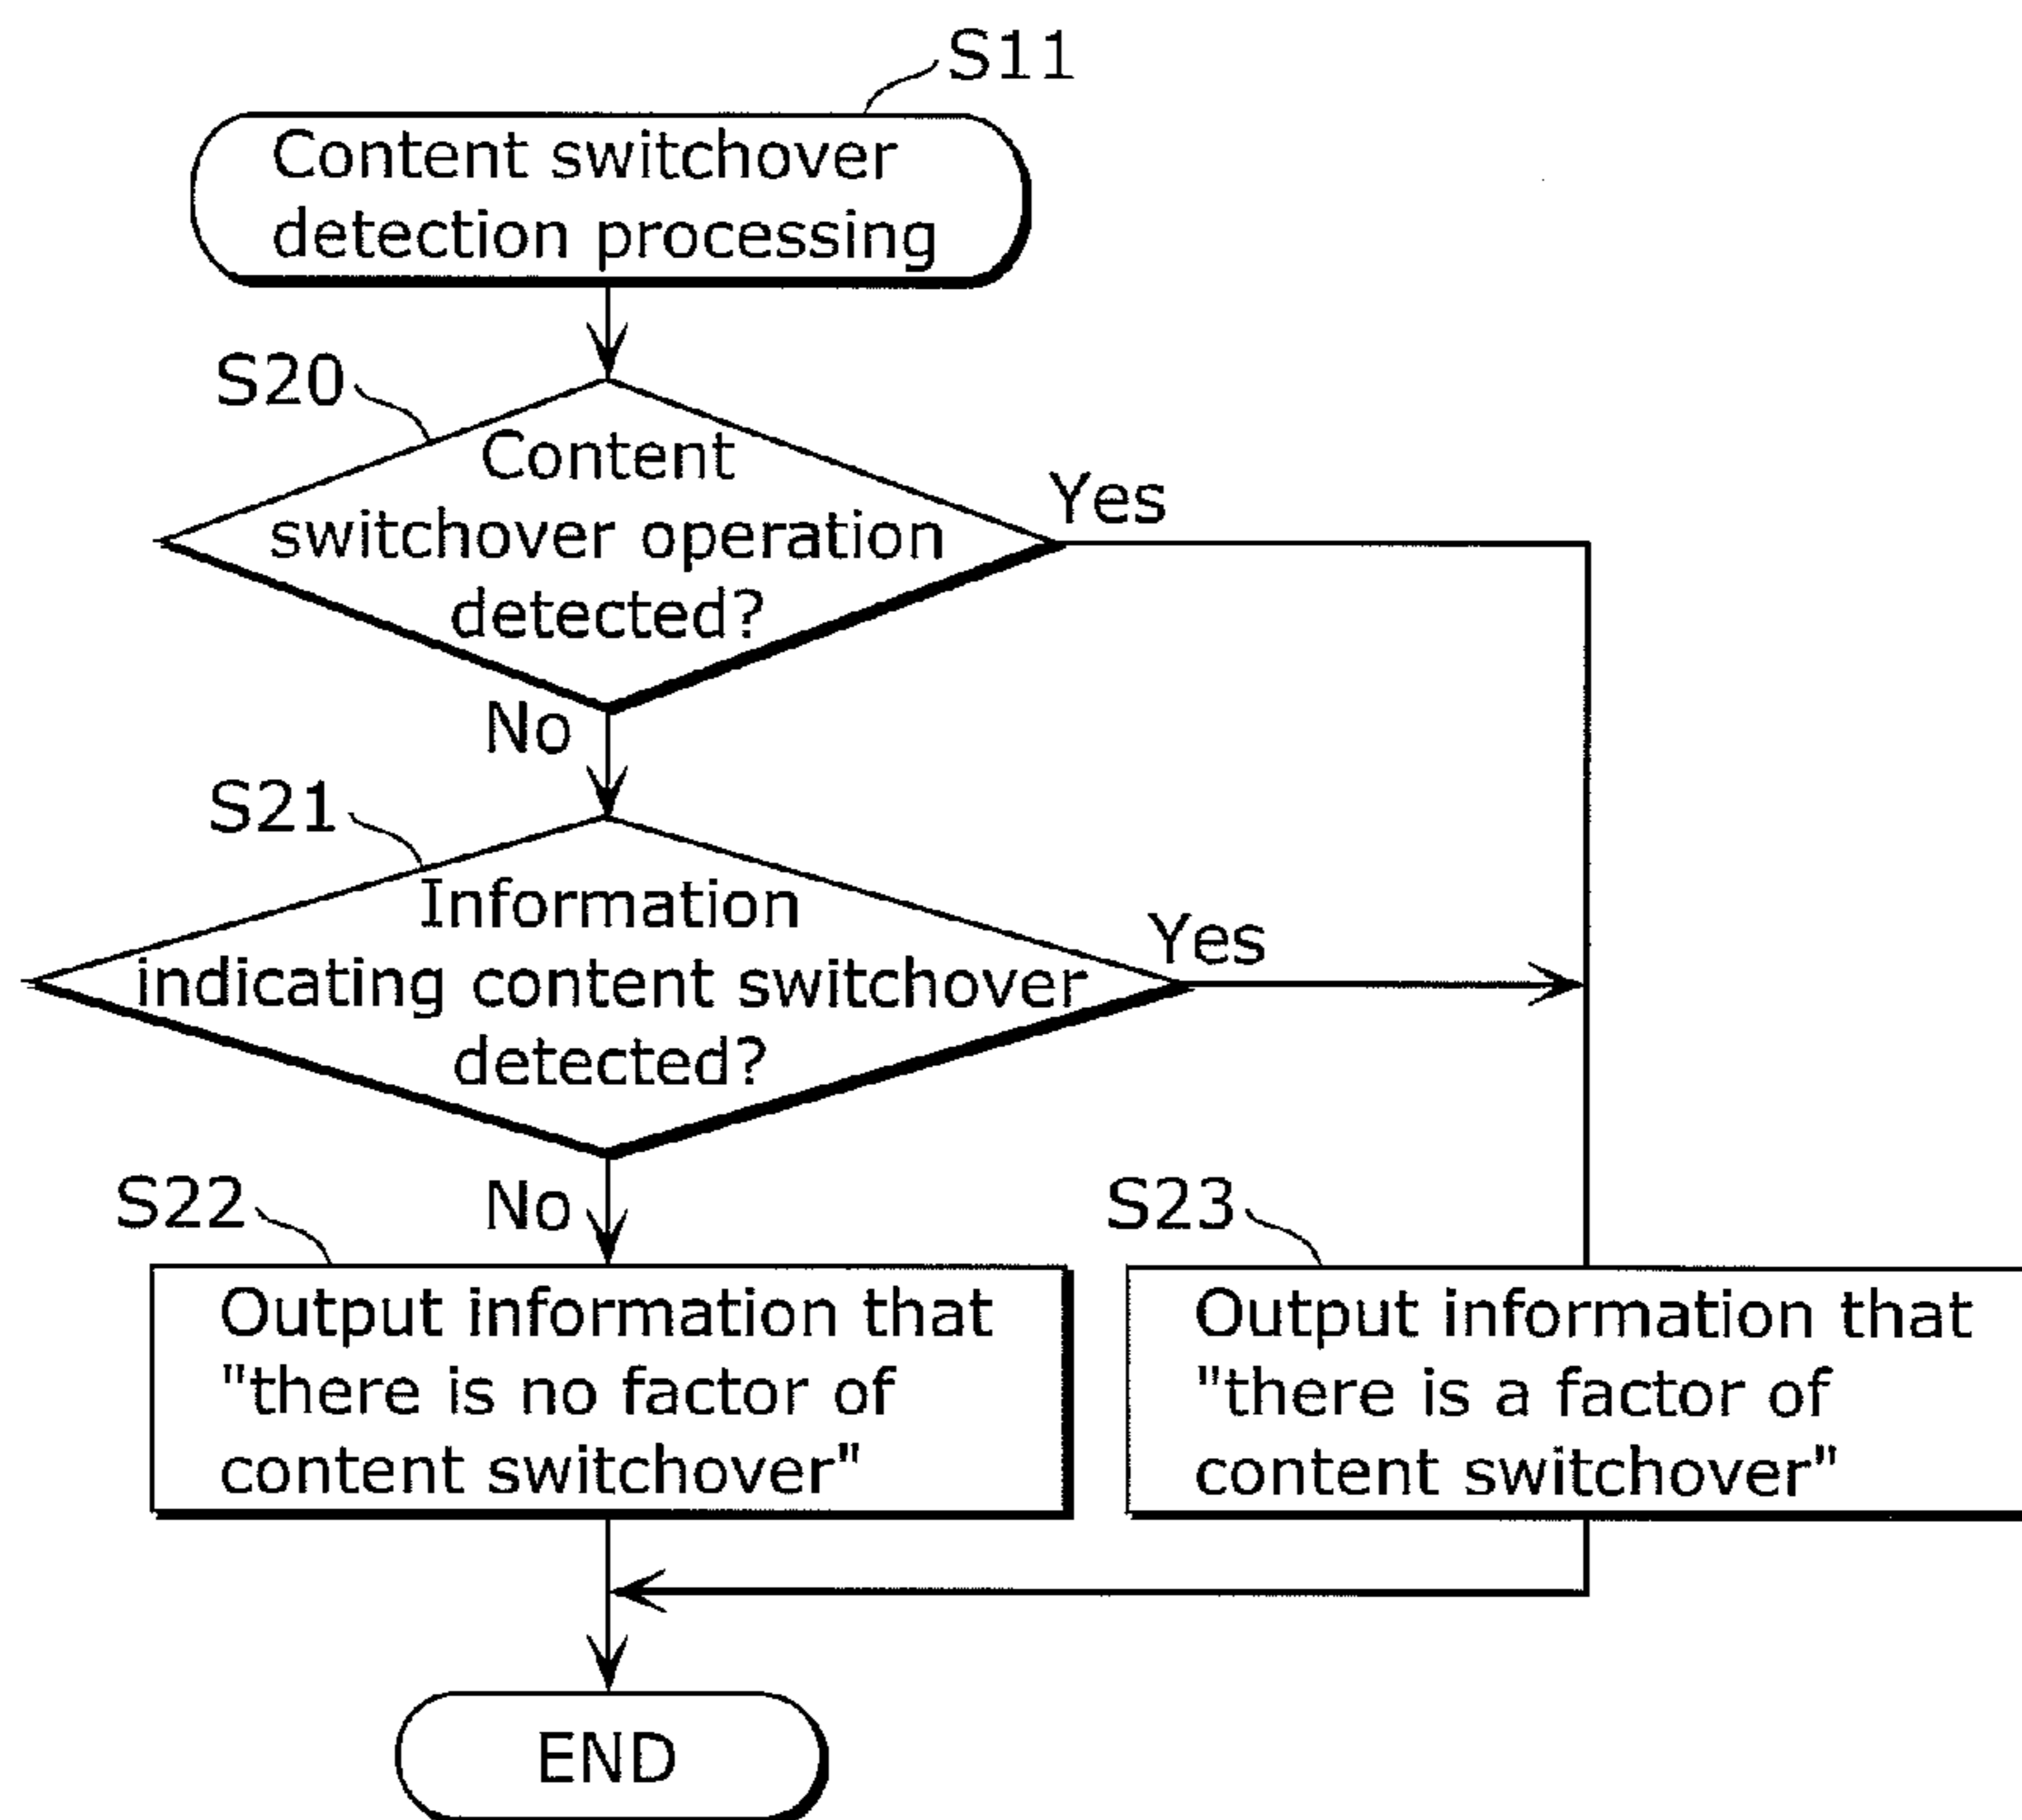 S11
Content switchover
detection processing
S20
Content
switchover operation
detected?
Yes
No
S21
Information
indicating content switchover
detected?
Yes
No
S22
Output information that
"there is no factor of
content switchover"
S23
Output information that
"there is a factor of
content switchover"
END